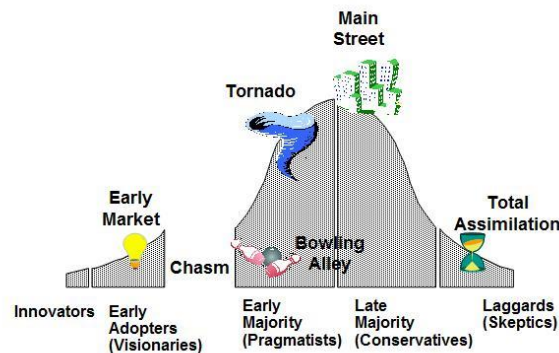 Main
Street
Tornado
Early
Market
Total
Assimilation
Chasm
Bowling
Alley
Innovators
Early
Adopters
(Visionaries)
Early
Majority
(Pragmatists)
Late
Majority
(Conservatives)
Laggards
(Skeptics)